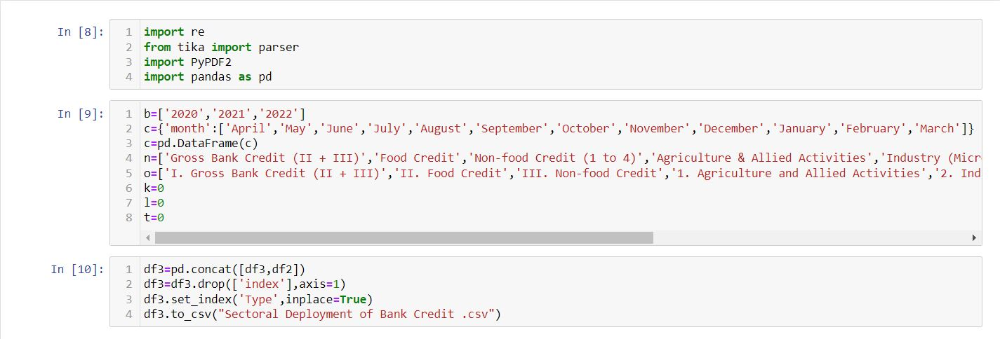 In [8]:
1 import re
2 from tika import parser
3 import PyPDF2
4 import pandas as pd
In [9]:
1 b=['2020','2021','2022']
2 c={'month':['April','May','June','July','August','September','October','November','December','January','February','March']}
3 c=pd.DataFrame(c)
4 n=['Gross Bank Credit (II + III)','Food Credit','Non-food Credit (1 to 4)','Agriculture & Allied Activities','Industry (Micr
5 o=['I. Gross Bank Credit (II + III)','II. Food Credit','III. Non-food Credit','1. Agriculture and Allied Activities','2. Ind
6 k=0
7 l=0
8 t=0
In [10]:
1 df3=pd.concat([df3,df2])
2 df3=df3.drop(['index'],axis=1)
3 df3.set_index('Type',inplace=True)
4 df3.to_csv("Sectoral Deployment of Bank Credit .csv")